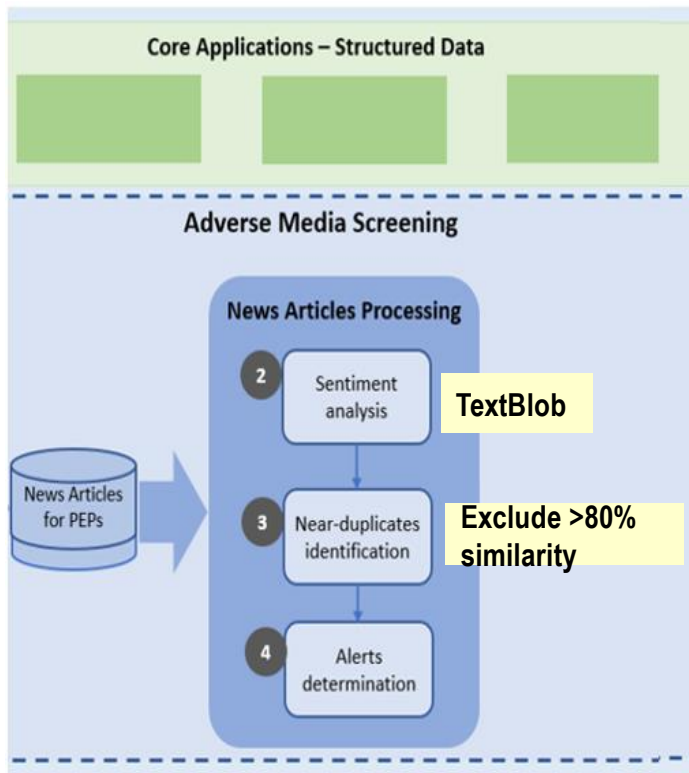 Core Applications – Structured Data
Adverse Media Screening
News Articles Processing
2
Sentiment
analysis
TextBlob
News Articles
for PEPs
3
Near-duplicates
identification
Exclude >80%
similarity
4
Alerts
determination